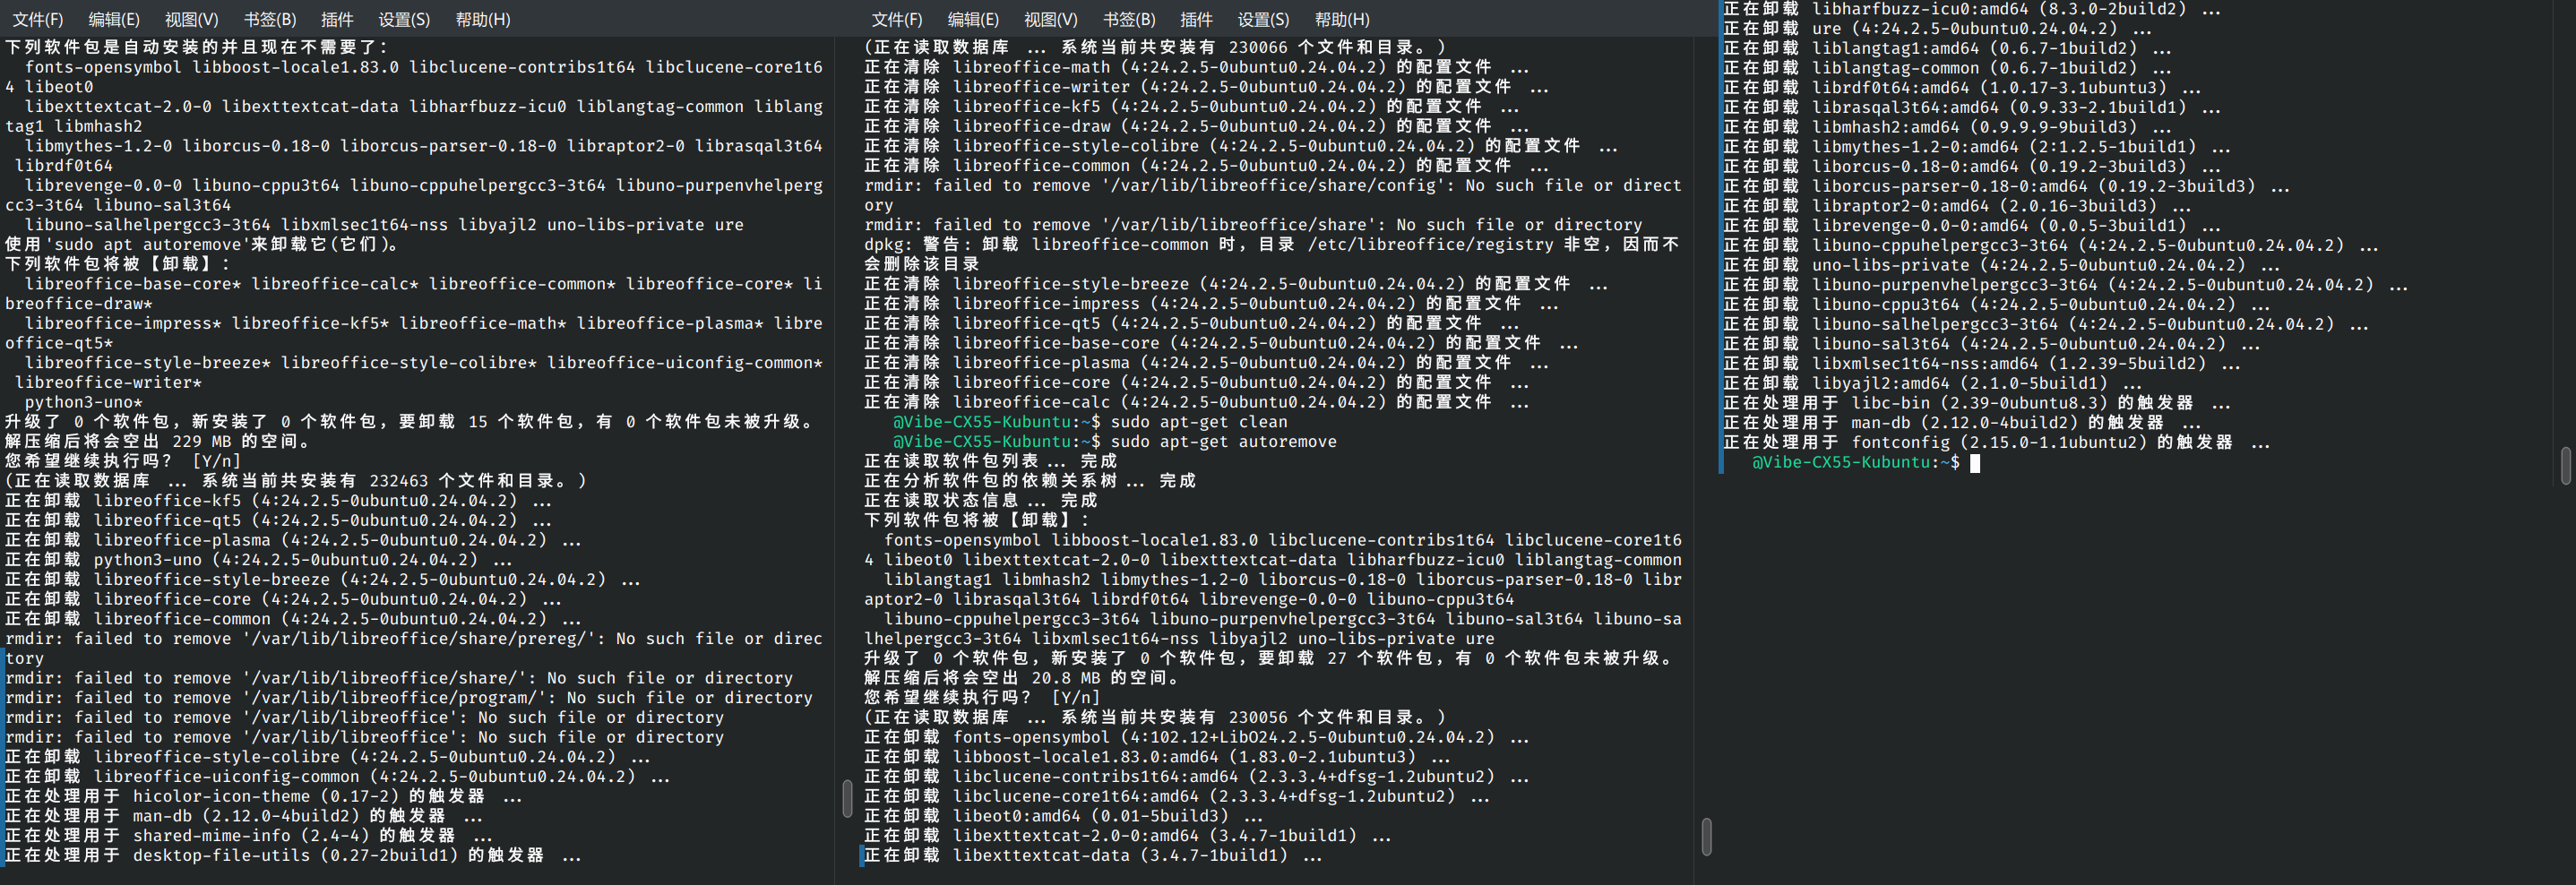 文件(F) 编辑(E) 视图(V) 书签(B) 插件 设置(S) 帮助(H)
下列软件包是自动安装的并且现在不需要了：
fonts-opensymbol libboost-locale1.83.0 libclucene-contribs1t64 libclucene-core1t6
4 libeot0
libexttextcat-2.0-0 libexttextcat-data libharfbuzz-icu0 liblangtag-common liblang
tag1 libmhash2
libmythes-1.2-0 liborcus-0.18-0 liborcus-parser-0.18-0 libraptor2-0 librasqal3t64
librdf0t64
librevenge-0.0-0 libuno-cppu3t64 libuno-cppuhelpergcc3-3t64 libuno-purpenvhelperg
cc3-3t64 libuno-sal3t64
libuno-salhelpergcc3-3t64 libxmlsec1t64-nss libyajl2 uno-libs-private ure
使用'sudo apt autoremove'来卸载它(它们)。
下列软件包将被【卸载】：
libreoffice-base-core* libreoffice-calc* libreoffice-common* libreoffice-core* li
breoffice-draw*
libreoffice-impress* libreoffice-kf5* libreoffice-math* libreoffice-plasma* libre
office-qt5*
libreoffice-style-breeze* libreoffice-style-colibre* libreoffice-uiconfig-common*
libreoffice-writer*
python3-uno*
升级了 0 个软件包，新安装了 0 个软件包，要卸载 15 个软件包，有 0 个软件包未被升级。
解压缩后将会空出 229 MB 的空间。
您希望继续执行吗？ [Y/n]
(正在读取数据库 ... 系统当前共安装有 232463 个文件和目录。)
正在卸载 libreoffice-kf5 (4:24.2.5-0ubuntu0.24.04.2) ...
正在卸载 libreoffice-qt5 (4:24.2.5-0ubuntu0.24.04.2) ...
正在卸载 libreoffice-plasma (4:24.2.5-0ubuntu0.24.04.2) ...
正在卸载 python3-uno (4:24.2.5-0ubuntu0.24.04.2) ...
正在卸载 libreoffice-style-breeze (4:24.2.5-0ubuntu0.24.04.2) ...
正在卸载 libreoffice-core (4:24.2.5-0ubuntu0.24.04.2) ...
正在卸载 libreoffice-common (4:24.2.5-0ubuntu0.24.04.2) ...
rmdir: failed to remove '/var/lib/libreoffice/share/prereg/': No such file or direc
tory
rmdir: failed to remove '/var/lib/libreoffice/share/': No such file or directory
rmdir: failed to remove '/var/lib/libreoffice/program/': No such file or directory
rmdir: failed to remove '/var/lib/libreoffice': No such file or directory
rmdir: failed to remove '/var/lib/libreoffice': No such file or directory
正在卸载 libreoffice-style-colibre (4:24.2.5-0ubuntu0.24.04.2) ...
正在卸载 libreoffice-uiconfig-common (4:24.2.5-0ubuntu0.24.04.2) ...
正在处理用于 hicolor-icon-theme (0.17-2) 的触发器 ...
正在处理用于 man-db (2.12.0-4build2) 的触发器 ...
正在处理用于 shared-mime-info (2.4-4) 的触发器 ...
正在处理用于 desktop-file-utils (0.27-2build1) 的触发器 ...
文件(F) 编辑(E) 视图(V) 书签(B) 插件 设置(S) 帮助(H)
(正在读取数据库 ... 系统当前共安装有 230066 个文件和目录。)
正在清除 libreoffice-math (4:24.2.5-0ubuntu0.24.04.2) 的配置文件 ...
正在清除 libreoffice-writer (4:24.2.5-0ubuntu0.24.04.2) 的配置文件 ...
正在清除 libreoffice-kf5 (4:24.2.5-0ubuntu0.24.04.2) 的配置文件 ...
正在清除 libreoffice-draw (4:24.2.5-0ubuntu0.24.04.2) 的配置文件 ...
正在清除 libreoffice-style-colibre (4:24.2.5-0ubuntu0.24.04.2) 的配置文件 ...
正在清除 libreoffice-common (4:24.2.5-0ubuntu0.24.04.2) 的配置文件 ...
rmdir: failed to remove '/var/lib/libreoffice/share/config': No such file or direct
ory
rmdir: failed to remove '/var/lib/libreoffice/share': No such file or directory
dpkg: 警告: 卸载 libreoffice-common 时，目录 /etc/libreoffice/registry 非空，因而不
会删除该目录
正在清除 libreoffice-style-breeze (4:24.2.5-0ubuntu0.24.04.2) 的配置文件 ...
正在清除 libreoffice-impress (4:24.2.5-0ubuntu0.24.04.2) 的配置文件 ...
正在清除 libreoffice-qt5 (4:24.2.5-0ubuntu0.24.04.2) 的配置文件 ...
正在清除 libreoffice-base-core (4:24.2.5-0ubuntu0.24.04.2) 的配置文件 ...
正在清除 libreoffice-plasma (4:24.2.5-0ubuntu0.24.04.2) 的配置文件 ...
正在清除 libreoffice-core (4:24.2.5-0ubuntu0.24.04.2) 的配置文件 ...
正在清除 libreoffice-calc (4:24.2.5-0ubuntu0.24.04.2) 的配置文件 ...
@Vibe-CX55-Kubuntu:~$ sudo apt-get clean
@Vibe-CX55-Kubuntu:~$ sudo apt-get autoremove
正在读取软件包列表... 完成
正在分析软件包的依赖关系树... 完成
正在读取状态信息... 完成
下列软件包将被【卸载】：
fonts-opensymbol libboost-locale1.83.0 libclucene-contribs1t64 libclucene-core1t6
4 libeot0 libexttextcat-2.0-0 libexttextcat-data libharfbuzz-icu0 liblangtag-common
liblangtag1 libmhash2 libmythes-1.2-0 liborcus-0.18-0 liborcus-parser-0.18-0 libr
aptor2-0 librasqal3t64 librdf0t64 librevenge-0.0-0 libuno-cppu3t64
libuno-cppuhelpergcc3-3t64 libuno-purpenvhelpergcc3-3t64 libuno-sal3t64 libuno-sa
lhelpergcc3-3t64 libxmlsec1t64-nss libyajl2 uno-libs-private ure
升级了 0 个软件包，新安装了 0 个软件包，要卸载 27 个软件包，有 0 个软件包未被升级。
解压缩后将会空出 20.8 MB 的空间。
您希望继续执行吗？ [Y/n]
(正在读取数据库 ... 系统当前共安装有 230056 个文件和目录。)
正在卸载 fonts-opensymbol (4:102.12+LibO24.2.5-0ubuntu0.24.04.2) ...
正在卸载 libboost-locale1.83.0:amd64 (1.83.0-2.1ubuntu3) ...
正在卸载 libclucene-contribs1t64:amd64 (2.3.3.4+dfsg-1.2ubuntu2) ...
正在卸载 libclucene-core1t64:amd64 (2.3.3.4+dfsg-1.2ubuntu2) ...
正在卸载 libeot0:amd64 (0.01-5build3) ...
正在卸载 libexttextcat-2.0-0:amd64 (3.4.7-1build1) ...
正在卸载 libexttextcat-data (3.4.7-1build1) ...
正在卸载 libharfbuzz-icu0:amd64 (8.3.0-2build2) ...
正在卸载 ure (4:24.2.5-0ubuntu0.24.04.2) ...
正在卸载 liblangtag1:amd64 (0.6.7-1build2) ...
正在卸载 liblangtag-common (0.6.7-1build2) ...
正在卸载 librdf0t64:amd64 (1.0.17-3.1ubuntu3) ...
正在卸载 librasqal3t64:amd64 (0.9.33-2.1build1) ...
正在卸载 libmhash2:amd64 (0.9.9.9-9build3) ...
正在卸载 libmythes-1.2-0:amd64 (2:1.2.5-1build1) ...
正在卸载 liborcus-0.18-0:amd64 (0.19.2-3build3) ...
正在卸载 liborcus-parser-0.18-0:amd64 (0.19.2-3build3) ...
正在卸载 libraptor2-0:amd64 (2.0.16-3build3) ...
正在卸载 librevenge-0.0-0:amd64 (0.0.5-3build1) ...
正在卸载 libuno-cppuhelpergcc3-3t64 (4:24.2.5-0ubuntu0.24.04.2) ...
正在卸载 uno-libs-private (4:24.2.5-0ubuntu0.24.04.2) ...
正在卸载 libuno-purpenvhelpergcc3-3t64 (4:24.2.5-0ubuntu0.24.04.2) ...
正在卸载 libuno-cppu3t64 (4:24.2.5-0ubuntu0.24.04.2) ...
正在卸载 libuno-salhelpergcc3-3t64 (4:24.2.5-0ubuntu0.24.04.2) ...
正在卸载 libuno-sal3t64 (4:24.2.5-0ubuntu0.24.04.2) ...
正在卸载 libxmlsec1t64-nss:amd64 (1.2.39-5build2) ...
正在卸载 libyajl2:amd64 (2.1.0-5build1) ...
正在处理用于 libc-bin (2.39-0ubuntu8.3) 的触发器 ...
正在处理用于 man-db (2.12.0-4build2) 的触发器 ...
正在处理用于 fontconfig (2.15.0-1.1ubuntu2) 的触发器 ...
@Vibe-CX55-Kubuntu:~$